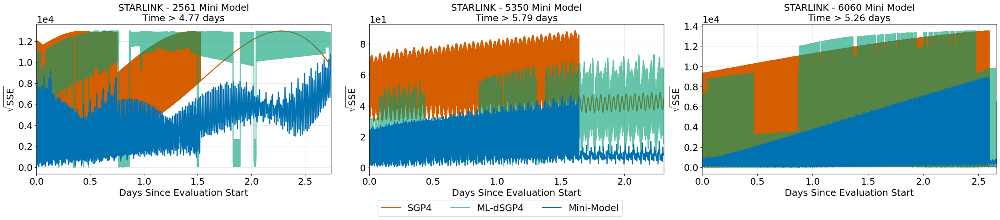 STARLINK - 2561 Mini Model
Time > 4.77 days
1e4
1.2
1.0
0.8
0.6
0.4
0.2
0.0
√SSE
0.0 0.5 1.0 1.5 2.0 2.5
Days Since Evaluation Start
STARLINK - 5350 Mini Model
Time > 5.79 days
1e1
8
6
4
2
0
√SSE
0.0 0.5 1.0 1.5 2.0
Days Since Evaluation Start
STARLINK - 6060 Mini Model
Time > 5.26 days
1e4
1.4
1.2
1.0
0.8
0.6
0.4
0.2
0.0
√SSE
0.0 0.5 1.0 1.5 2.0 2.5
Days Since Evaluation Start
SGP4 ML-dSGP4 Mini-Model